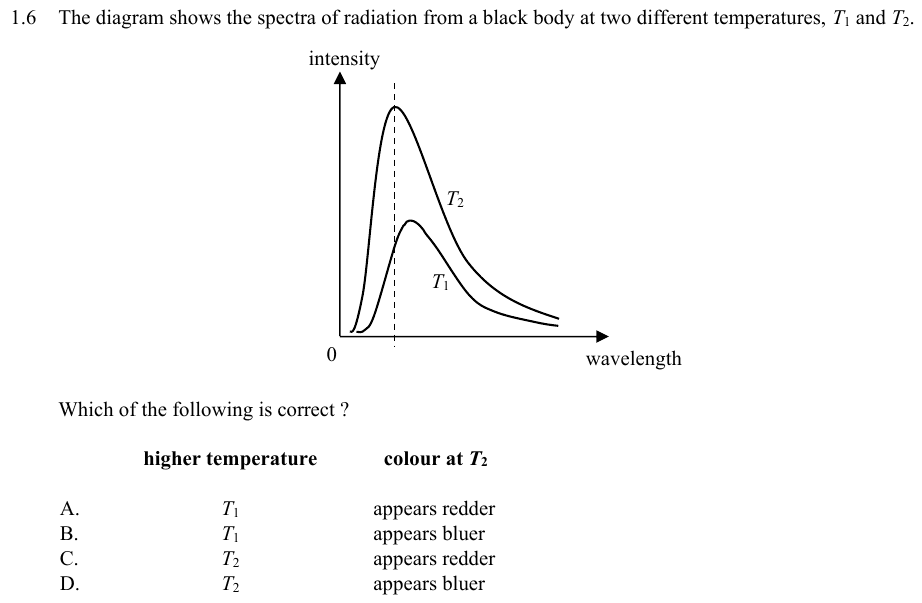 1.6 The diagram shows the spectra of radiation from a black body at two different temperatures, T1 and T2.
intensity
T2
T1
0
wavelength
Which of the following is correct ?
higher temperature colour at T2
A. T1 appears redder
B. T1 appears bluer
C. T2 appears redder
D. T2 appears bluer